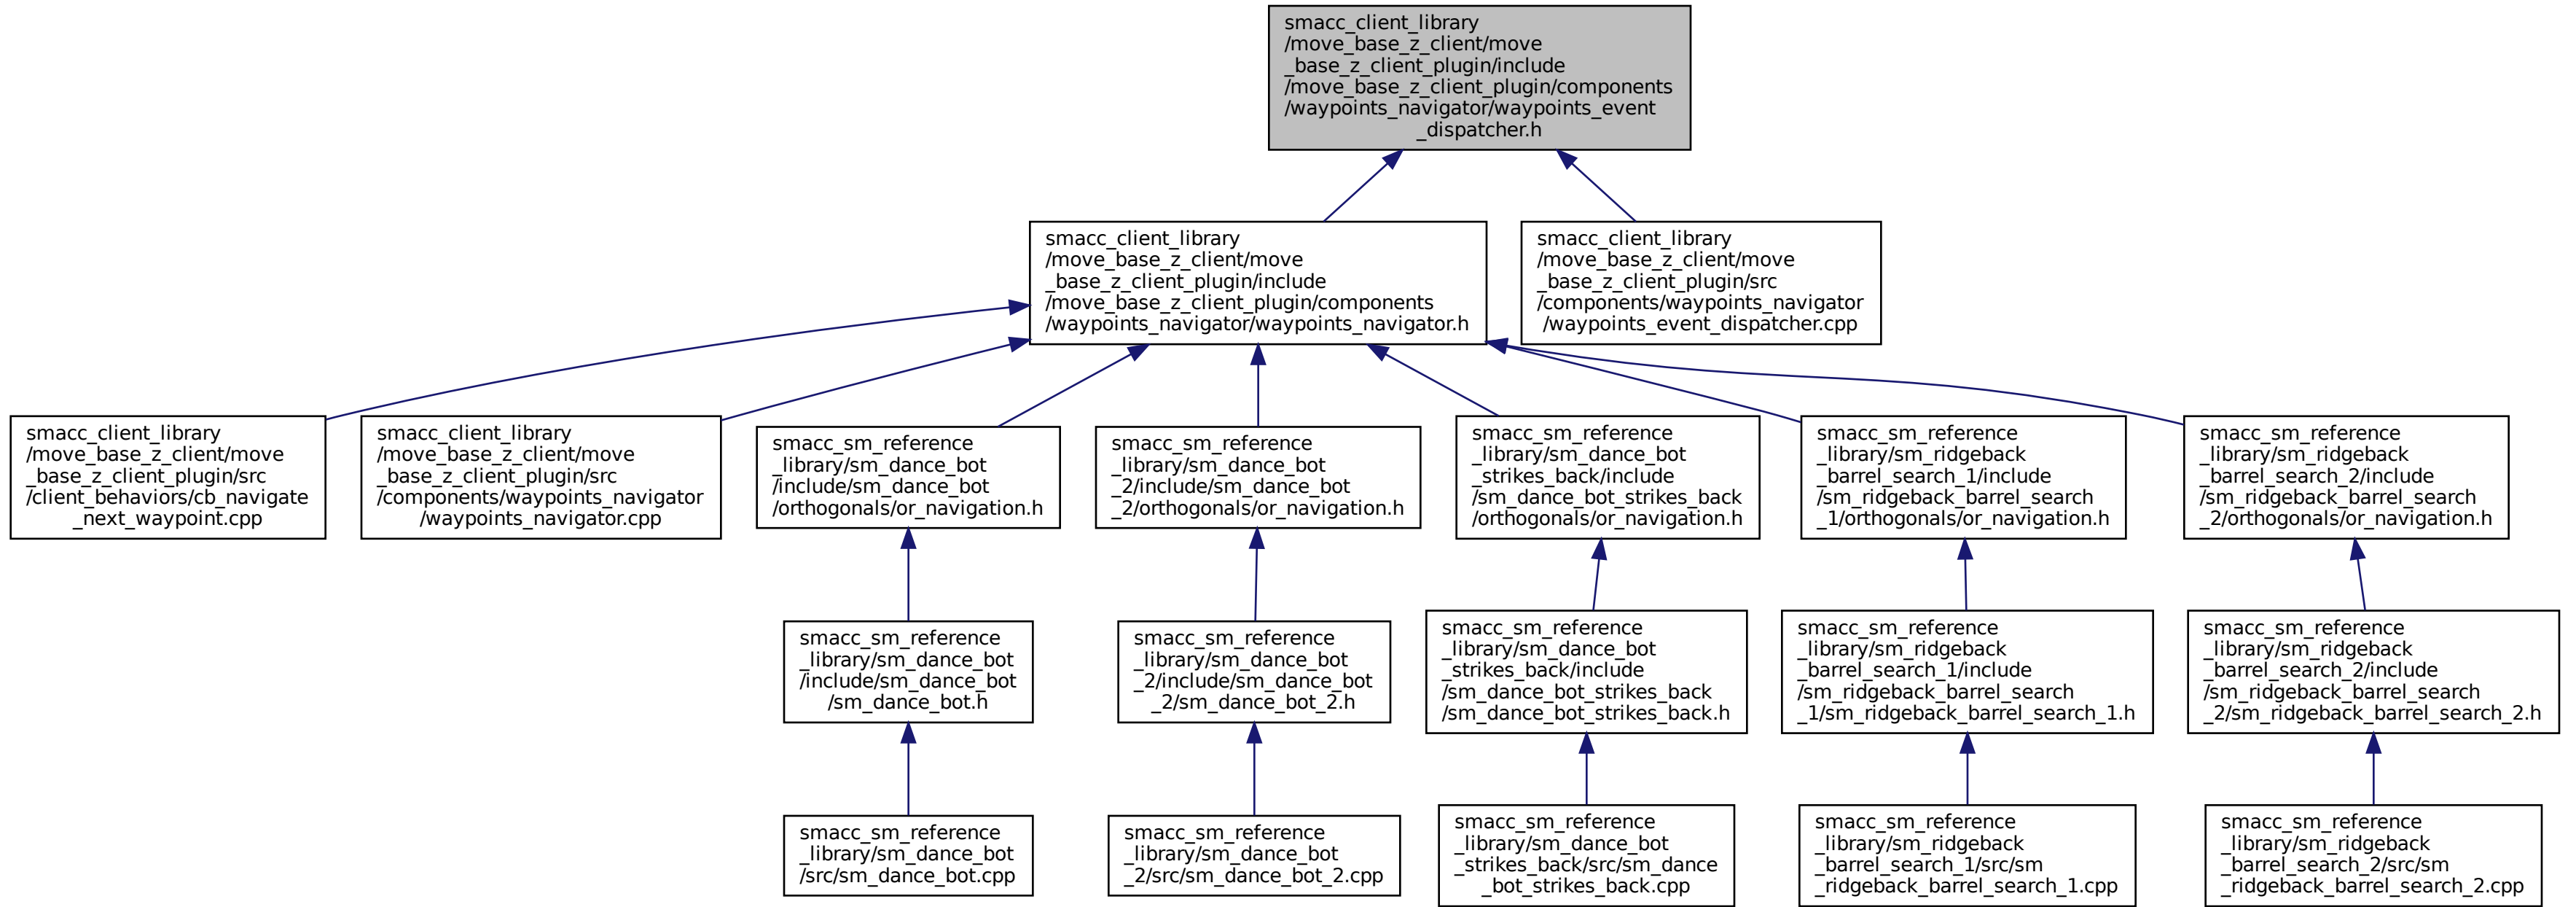 smacc_client_library
/move_base_z_client/move
_base_z_client_plugin/include
/move_base_z_client_plugin/components
/waypoints_navigator/waypoints_event
_dispatcher.h
smacc_client_library
/move_base_z_client/move
_base_z_client_plugin/include
/move_base_z_client_plugin/components
/waypoints_navigator/waypoints_navigator.h
smacc_client_library
/move_base_z_client/move
_base_z_client_plugin/src
/components/waypoints_navigator
/waypoints_event_dispatcher.cpp
smacc_client_library
/move_base_z_client/move
_base_z_client_plugin/src
/client_behaviors/cb_navigate
_next_waypoint.cpp
smacc_client_library
/move_base_z_client/move
_base_z_client_plugin/src
/components/waypoints_navigator
/waypoints_navigator.cpp
smacc_sm_reference
_library/sm_dance_bot
/include/sm_dance_bot
/orthogonals/or_navigation.h
smacc_sm_reference
_library/sm_dance_bot
_2/include/sm_dance_bot
_2/orthogonals/or_navigation.h
smacc_sm_reference
_library/sm_dance_bot
_strikes_back/include
/sm_dance_bot_strikes_back
/orthogonals/or_navigation.h
smacc_sm_reference
_library/sm_ridgeback
_barrel_search_1/include
/sm_ridgeback_barrel_search
_1/orthogonals/or_navigation.h
smacc_sm_reference
_library/sm_ridgeback
_barrel_search_2/include
/sm_ridgeback_barrel_search
_2/orthogonals/or_navigation.h
smacc_sm_reference
_library/sm_dance_bot
/include/sm_dance_bot
/sm_dance_bot.h
smacc_sm_reference
_library/sm_dance_bot
_2/include/sm_dance_bot
_2/sm_dance_bot_2.h
smacc_sm_reference
_library/sm_dance_bot
_strikes_back/include
/sm_dance_bot_strikes_back
/sm_dance_bot_strikes_back.h
smacc_sm_reference
_library/sm_ridgeback
_barrel_search_1/include
/sm_ridgeback_barrel_search
_1/sm_ridgeback_barrel_search_1.h
smacc_sm_reference
_library/sm_ridgeback
_barrel_search_2/include
/sm_ridgeback_barrel_search
_2/sm_ridgeback_barrel_search_2.h
smacc_sm_reference
_library/sm_dance_bot
/src/sm_dance_bot.cpp
smacc_sm_reference
_library/sm_dance_bot
_2/src/sm_dance_bot_2.cpp
smacc_sm_reference
_library/sm_dance_bot
_strikes_back/src/sm_dance
_bot_strikes_back.cpp
smacc_sm_reference
_library/sm_ridgeback
_barrel_search_1/src/sm
_ridgeback_barrel_search_1.cpp
smacc_sm_reference
_library/sm_ridgeback
_barrel_search_2/src/sm
_ridgeback_barrel_search_2.cpp